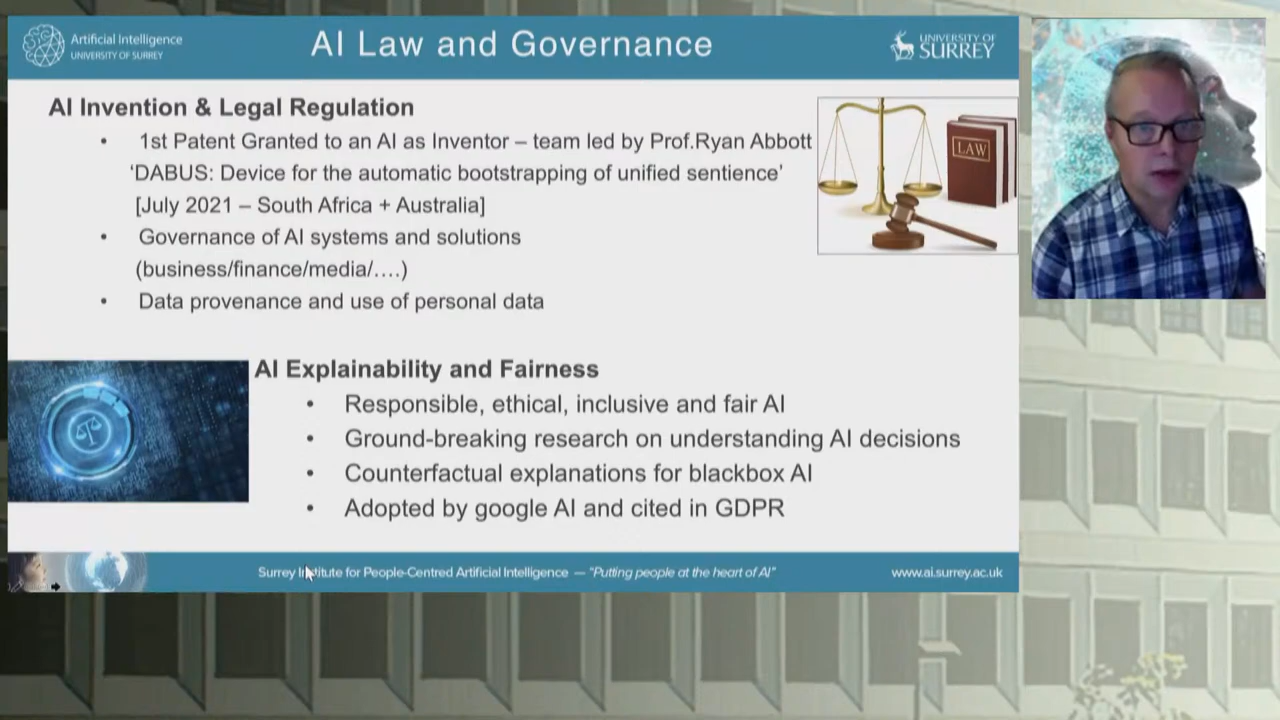 Artificial Intelligence
UNIVERSITY OF SURREY
AI Law and Governance
UNIVERSITY OF
SURREY
AI Invention & Legal Regulation
• 1st Patent Granted to an AI as Inventor – team led by Prof.Ryan Abbott
‘DABUS: Device for the automatic bootstrapping of unified sentience’
[July 2021 – South Africa + Australia]
• Governance of AI systems and solutions
(business/finance/media/….)
• Data provenance and use of personal data
LAW
AI Explainability and Fairness
• Responsible, ethical, inclusive and fair AI
• Ground-breaking research on understanding AI decisions
• Counterfactual explanations for blackbox AI
• Adopted by google AI and cited in GDPR
Surrey Institute for People-Centred Artificial Intelligence — "Putting people at the heart of AI"
www.ai.surrey.ac.uk